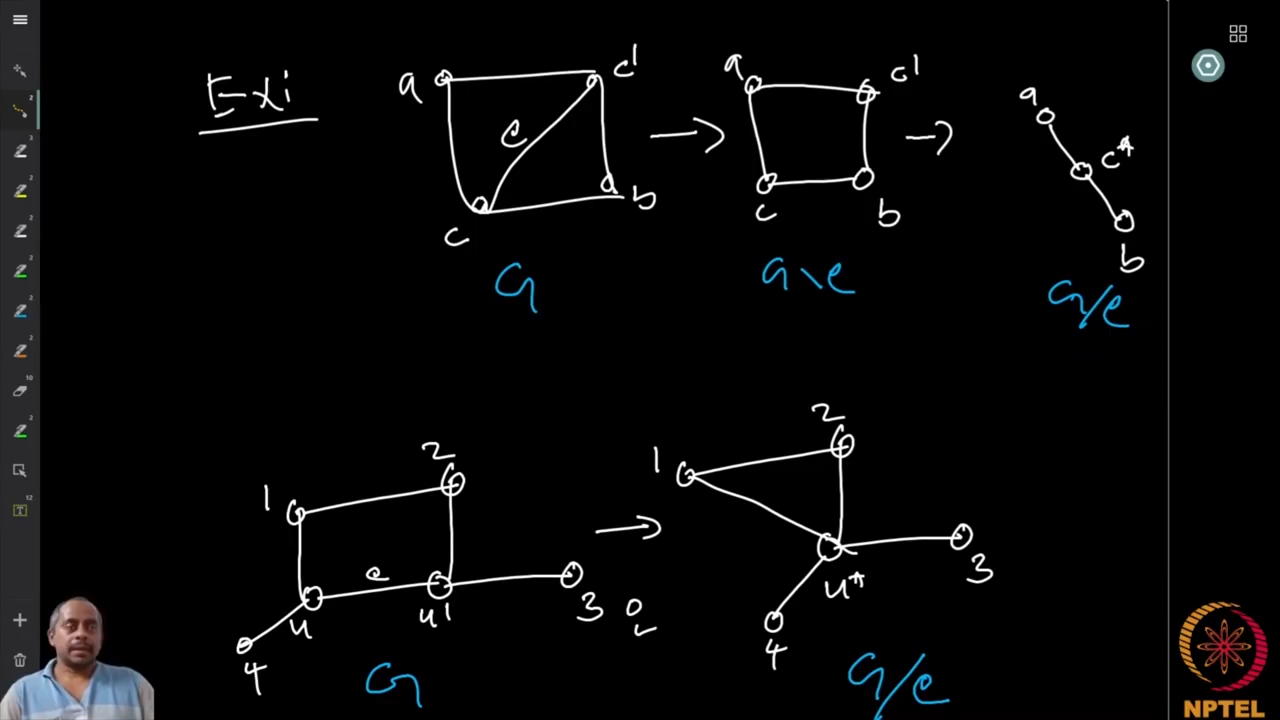 Ex:
a c' a c' a
e c*
c b c b b
G G\e G/e
2 2
1 1
e 3
u u' 3 u*
4 4
G G/e
NPTEL